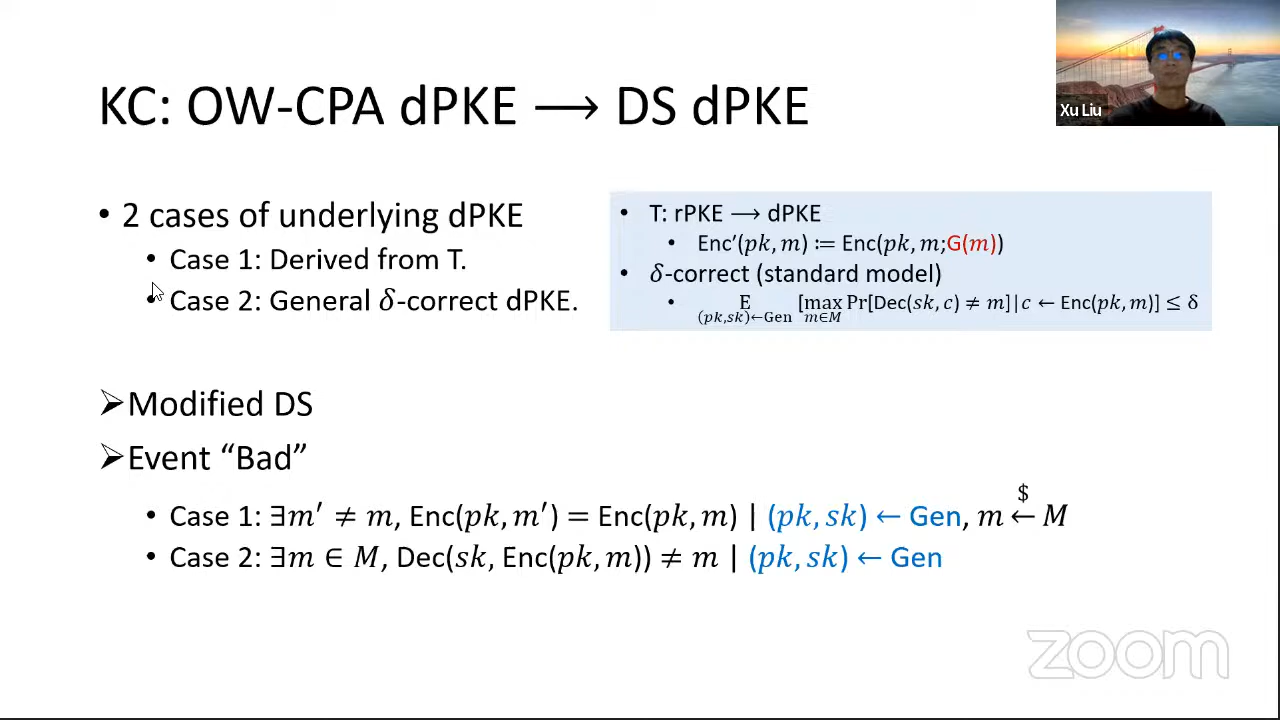 KC: OW-CPA dPKE ⟶ DS dPKE
Xu Liu
• 2 cases of underlying dPKE
• Case 1: Derived from T.
• Case 2: General δ-correct dPKE.
• T: rPKE ⟶ dPKE
• Enc′(pk, m) ≔ Enc(pk, m; G(m))
• δ-correct (standard model)
• E [max Pr[Dec(sk, c) ≠ m] | c ← Enc(pk, m)] ≤ δ
(pk,sk)←Gen m∈M
➢Modified DS
➢Event “Bad”
• Case 1: ∃m′ ≠ m, Enc(pk, m′) = Enc(pk, m) | (pk, sk) ← Gen, m $← M
• Case 2: ∃m ∈ M, Dec(sk, Enc(pk, m)) ≠ m | (pk, sk) ← Gen
zoom